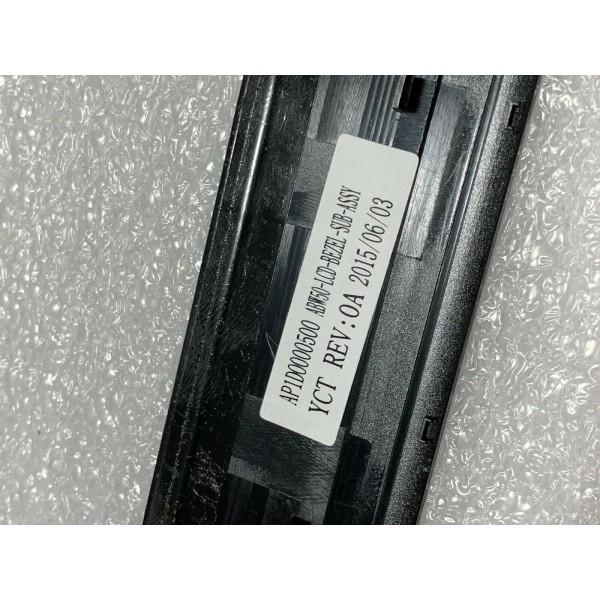 AP1D0000500 ABW50-LCD-BEZEL-SUB-ASSY
YCT REV:0A 2015/06/03